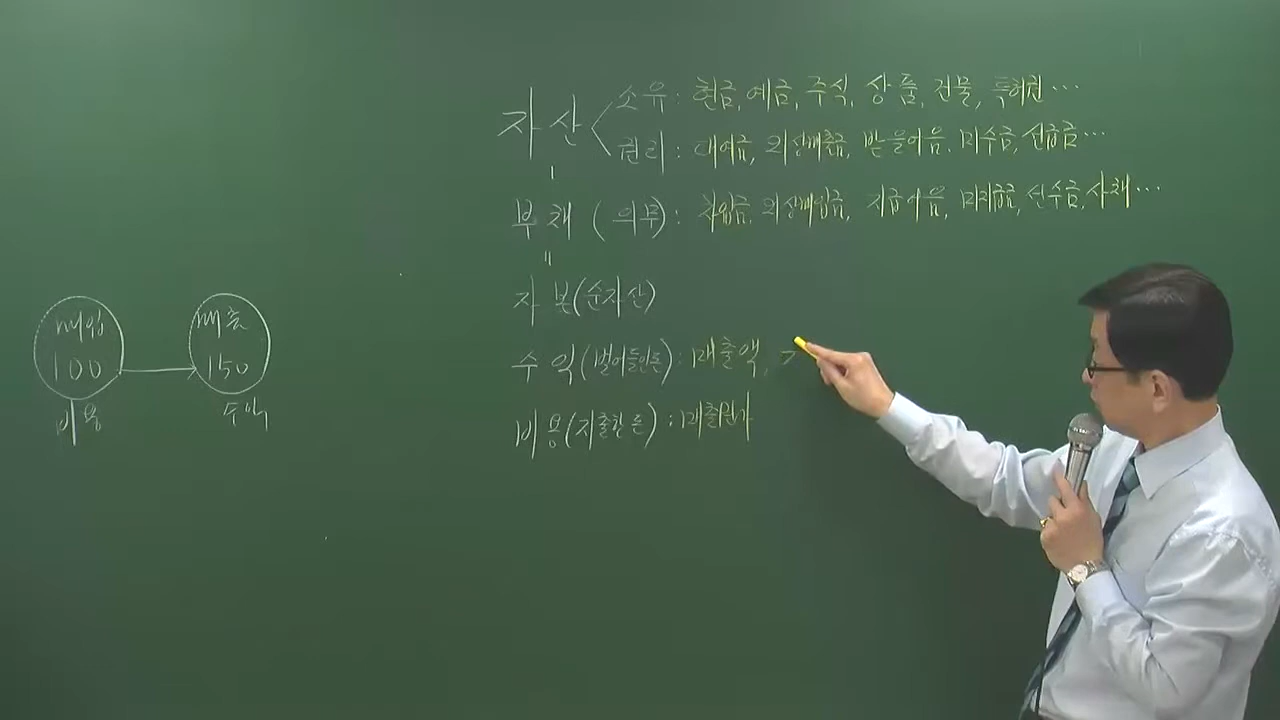 자산 < 소유 : 현금, 예금, 주식, 상품, 건물, 특허권 …
권리 : 대여금, 외상매출금, 받을어음, 미수금, 선급금 …
부채 (의무) : 차입금, 외상매입금, 지급어음, 미지급금, 선수금, 사채 …
=
자본(순자산)
수익(벌어들인돈) : 매출액,
비용(지출한돈) : 매출원가
매입 매출
100 → 150
비용 수익